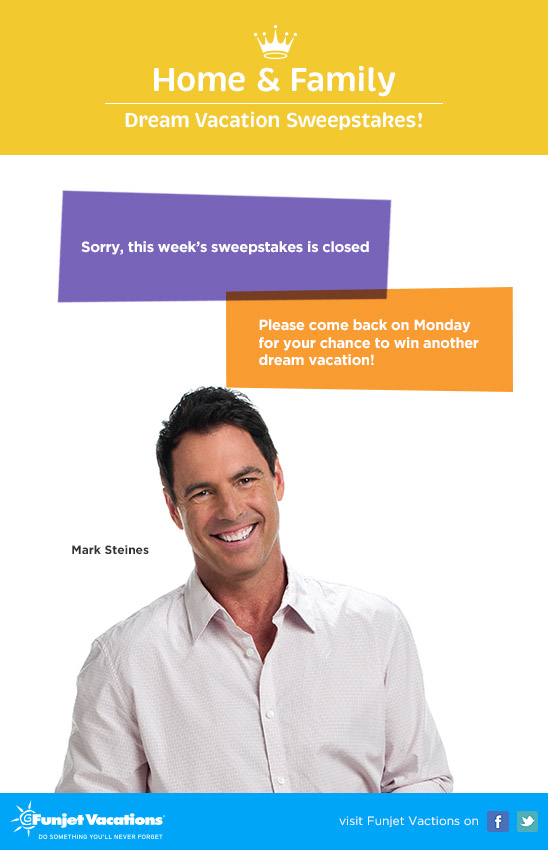 Home & Family
Dream Vacation Sweepstakes!
Sorry, this week's sweepstakes is closed
Please come back on Monday
for your chance to win another
dream vacation!
Mark Steines
Funjet Vacations
DO SOMETHING YOU'LL NEVER FORGET
visit Funjet Vactions on
f